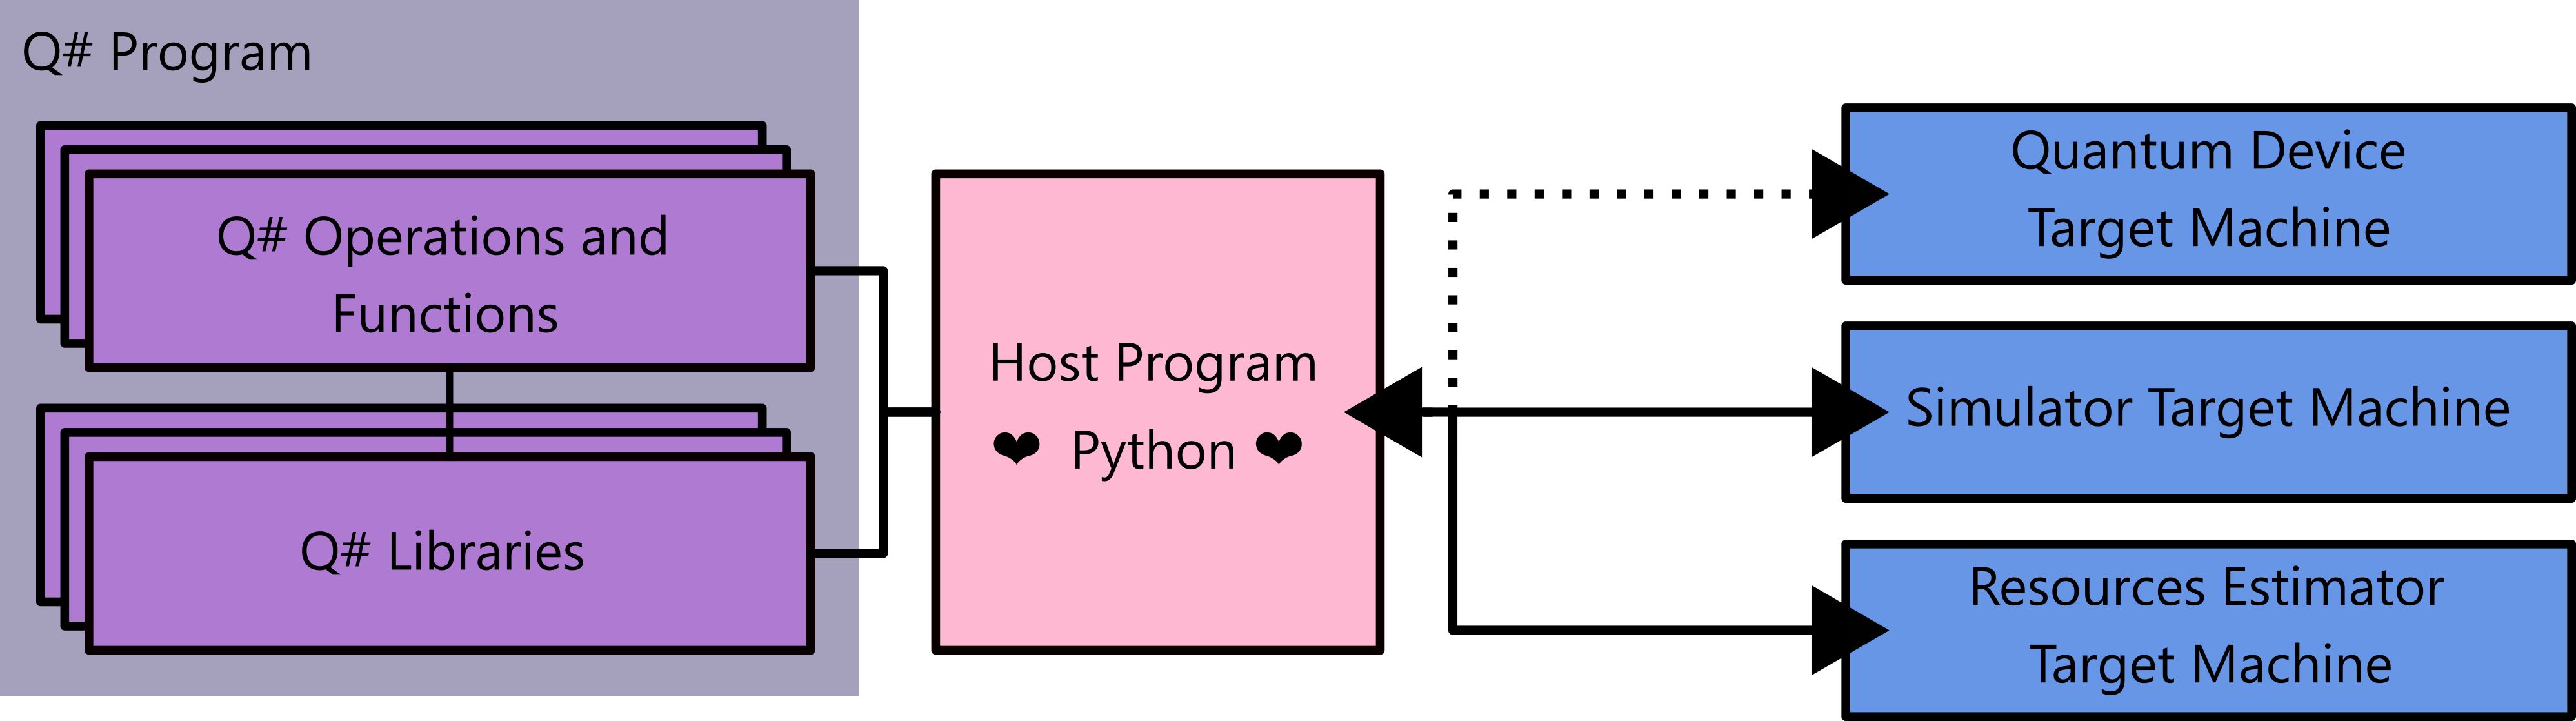 Q# Program
Q# Operations and
Functions
Q# Libraries
Host Program
❤ Python ❤
Quantum Device
Target Machine
Simulator Target Machine
Resources Estimator
Target Machine